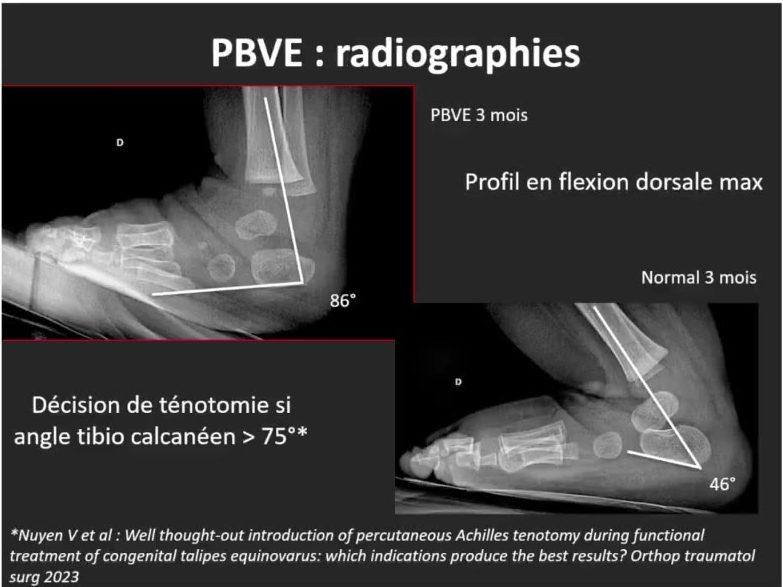 PBVE : radiographies
D
PBVE 3 mois
Profil en flexion dorsale max
86°
Normal 3 mois
D
46°
Décision de ténotomie si
angle tibio calcanéen > 75°*
*Nuyen V et al : Well thought-out introduction of percutaneous Achilles tenotomy during functional
treatment of congenital talipes equinovarus: which indications produce the best results? Orthop traumatol
surg 2023